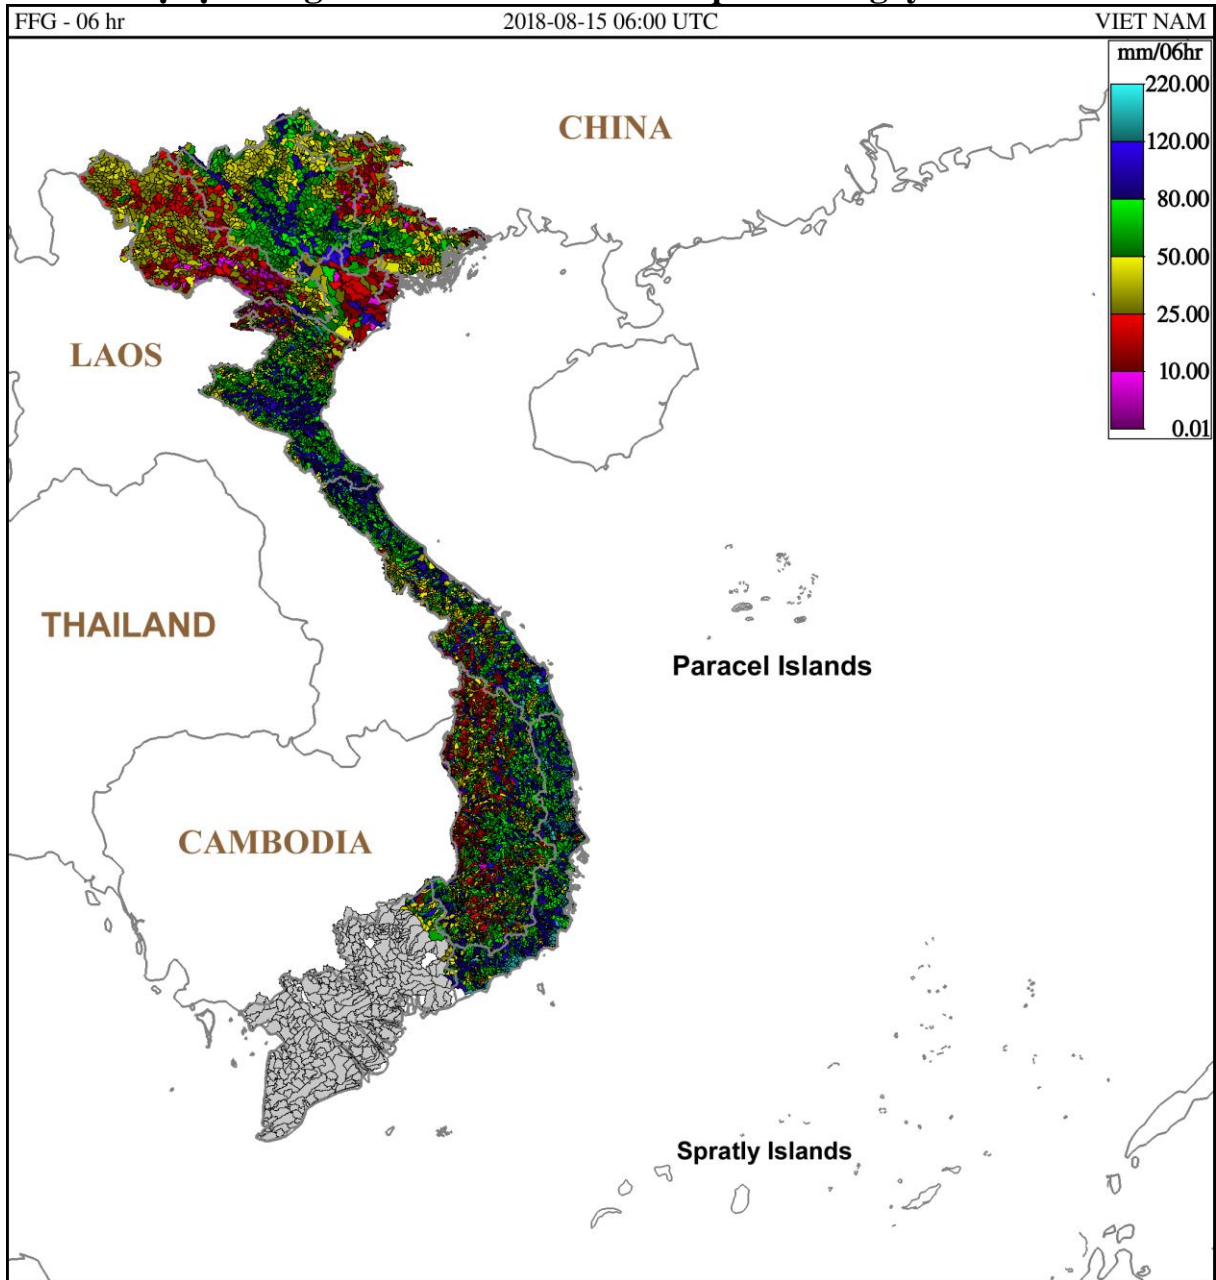 FFG - 06 hr 2018-08-15 06:00 UTC VIET NAM
mm/06hr
220.00
120.00
80.00
50.00
25.00
10.00
0.01
CHINA
LAOS
THAILAND
Paracel Islands
CAMBODIA
Spratly Islands